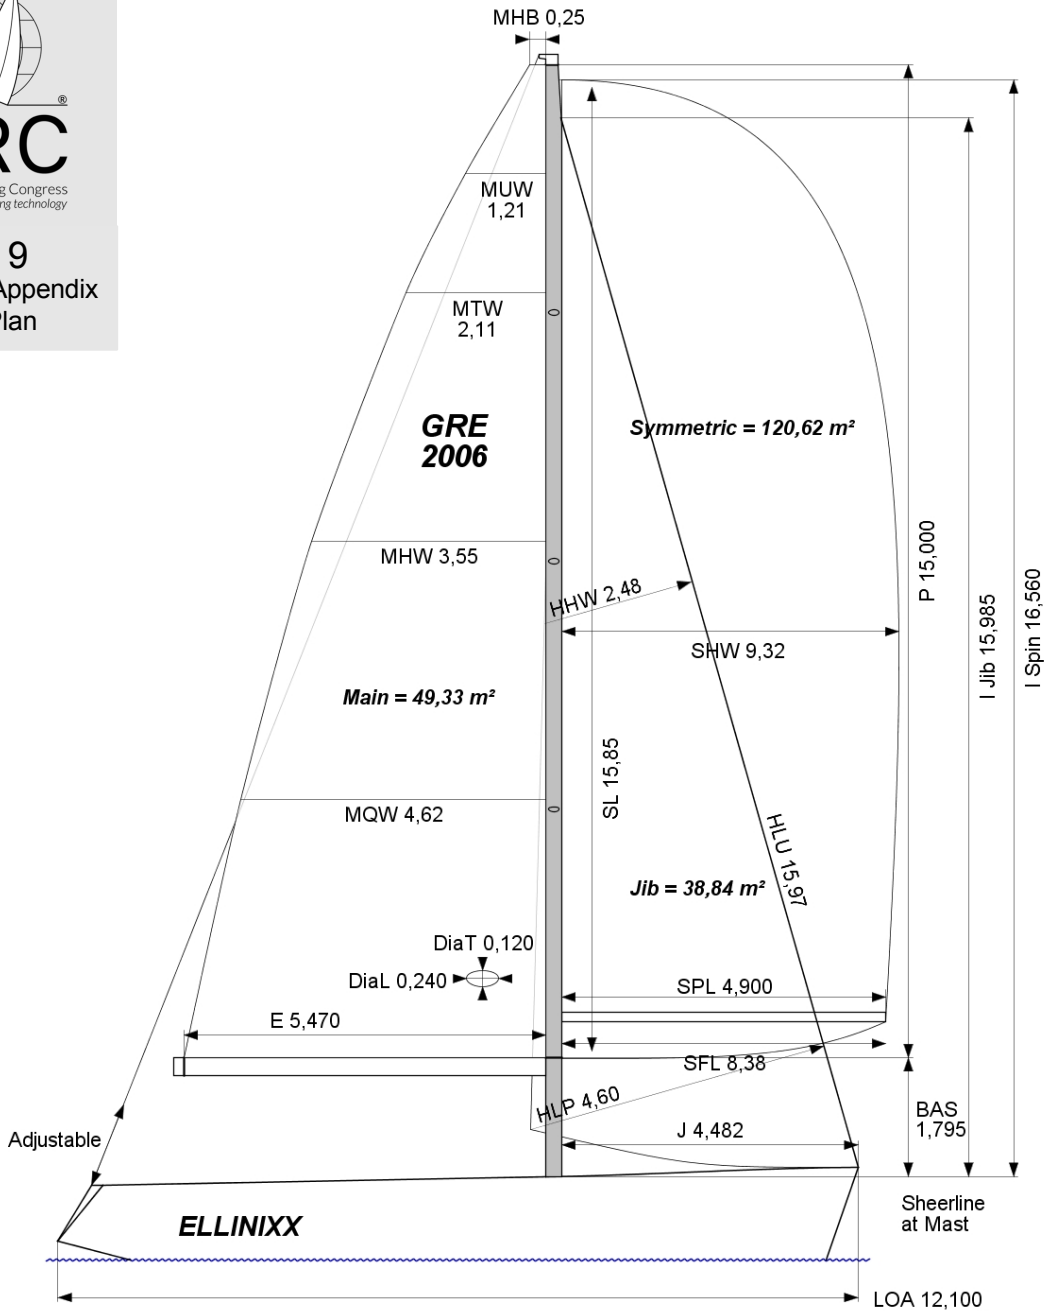 MHB 0,25
®
RC
g Congress
ng technology
9
Appendix
Plan
MUW
1,21
MTW
2,11
GRE
2006
Symmetric = 120,62 m²
P 15,000
I Jib 15,985
I Spin 16,560
MHW 3,55
HHW 2,48
SHW 9,32
Main = 49,33 m²
SL 15,85
MQW 4,62
HLU 15,97
Jib = 38,84 m²
DiaT 0,120
DiaL 0,240
SPL 4,900
E 5,470
SFL 8,38
HLP 4,60
BAS
1,795
J 4,482
Adjustable
Sheerline
at Mast
ELLINIXX
LOA 12,100